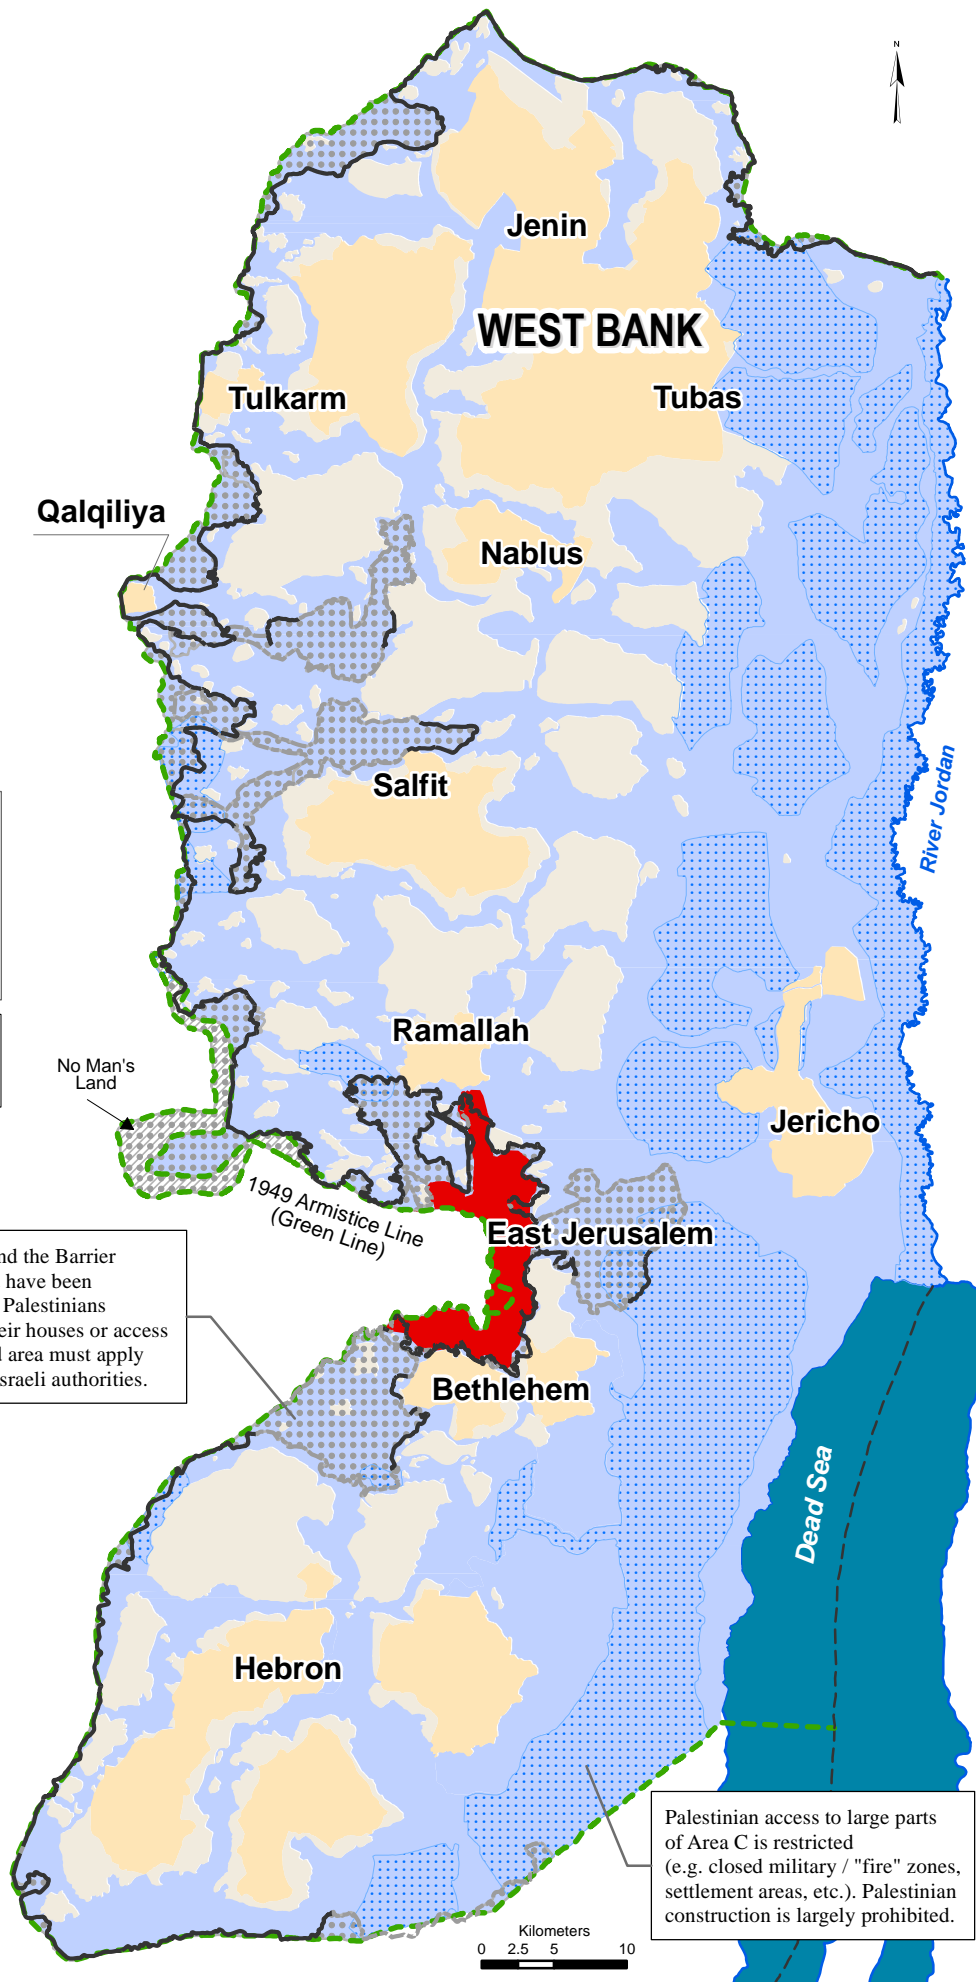 N
Jenin
WEST BANK
Tulkarm
Tubas
Qalqiliya
Nablus
Salfit
River Jordan
Ramallah
No Man's
Land
Jericho
1949 Armistice Line
(Green Line)
East Jerusalem
nd the Barrier
have been
Palestinians
eir houses or access
d area must apply
sraeli authorities.
Bethlehem
Dead Sea
Hebron
Palestinian access to large parts
of Area C is restricted
(e.g. closed military / "fire" zones,
settlement areas, etc.). Palestinian
construction is largely prohibited.
Kilometers
0 2.5 5 10